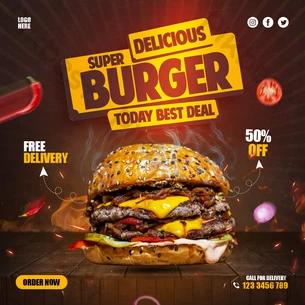 LOGO
HERE
DELICIOUS
SUPER
BURGER
TODAY BEST DEAL
FREE
DELIVERY
50%
OFF
ORDER NOW
CALL FOR DELIVERY
123 3456 789